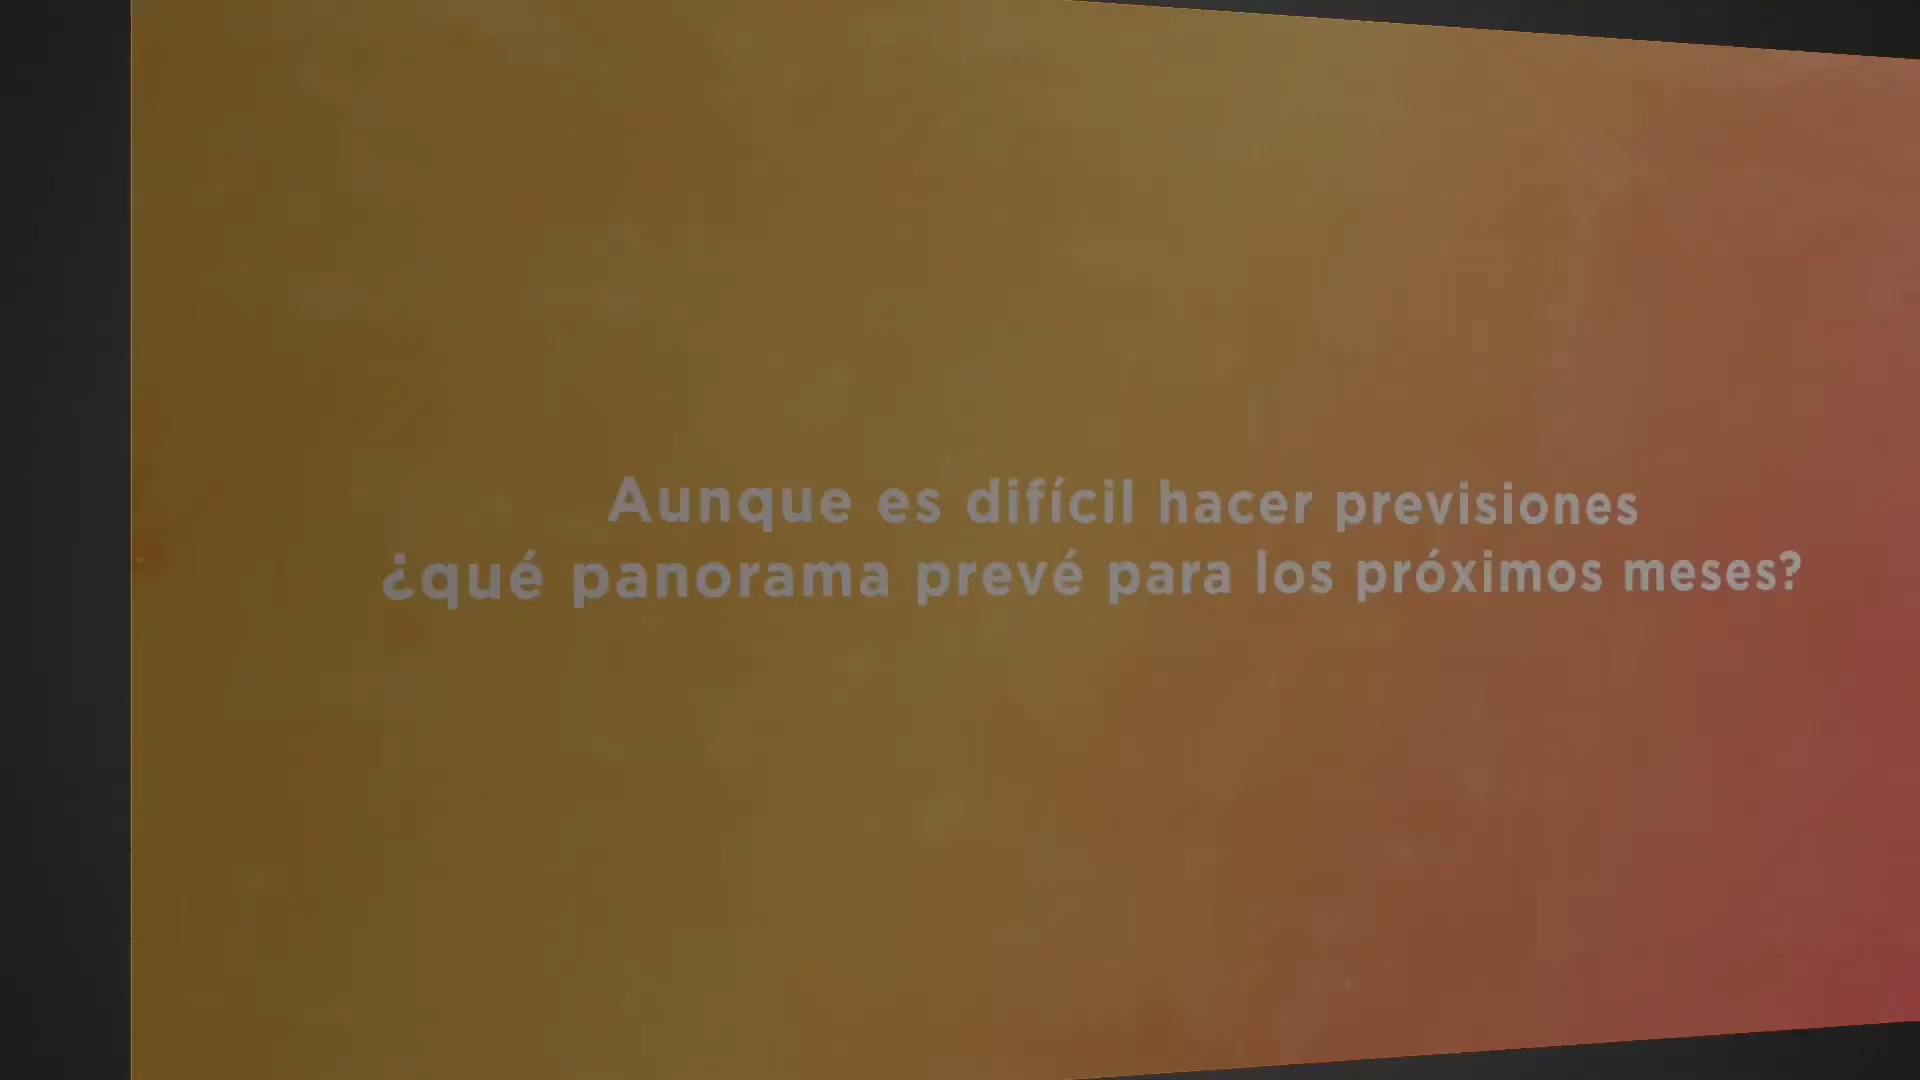 Aunque es difícil hacer previsiones
¿qué panorama prevé para los próximos meses?